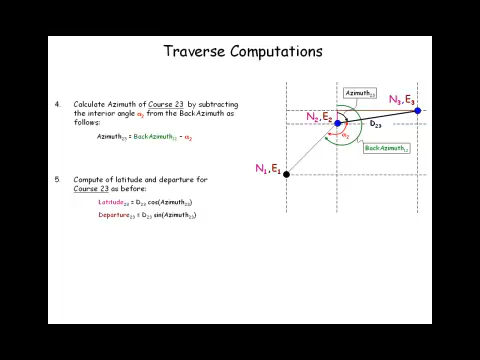 Traverse Computations
4. Calculate Azimuth of Course 23 by subtracting
the interior angle α₂ from the BackAzimuth as
follows:
Azimuth₂₃ = BackAzimuth₁₂ - α₂
5. Compute of latitude and departure for
Course 23 as before:
Latitude₂₃ = D₂₃ cos(Azimuth₂₃)
Departure₂₃ = D₂₃ sin(Azimuth₂₃)
Azimuth₂₃
N₃,E₃
N₂,E₂
D₂₃
α₂
BackAzimuth₁₂
N₁,E₁